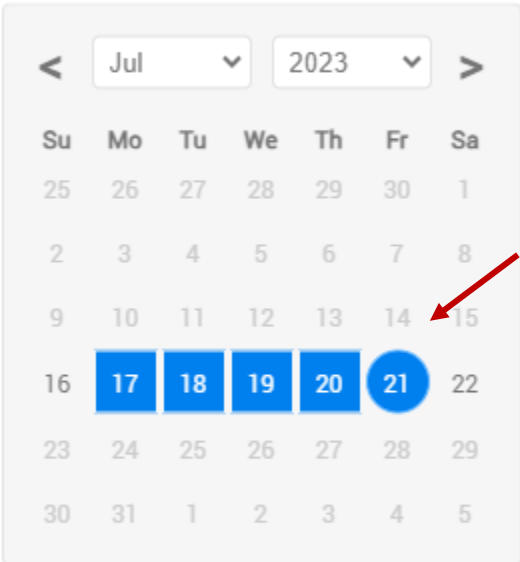 < Jul 2023 >
Su Mo Tu We Th Fr Sa
25 26 27 28 29 30 1
2 3 4 5 6 7 8
9 10 11 12 13 14 15
16 17 18 19 20 21 22
23 24 25 26 27 28 29
30 31 1 2 3 4 5